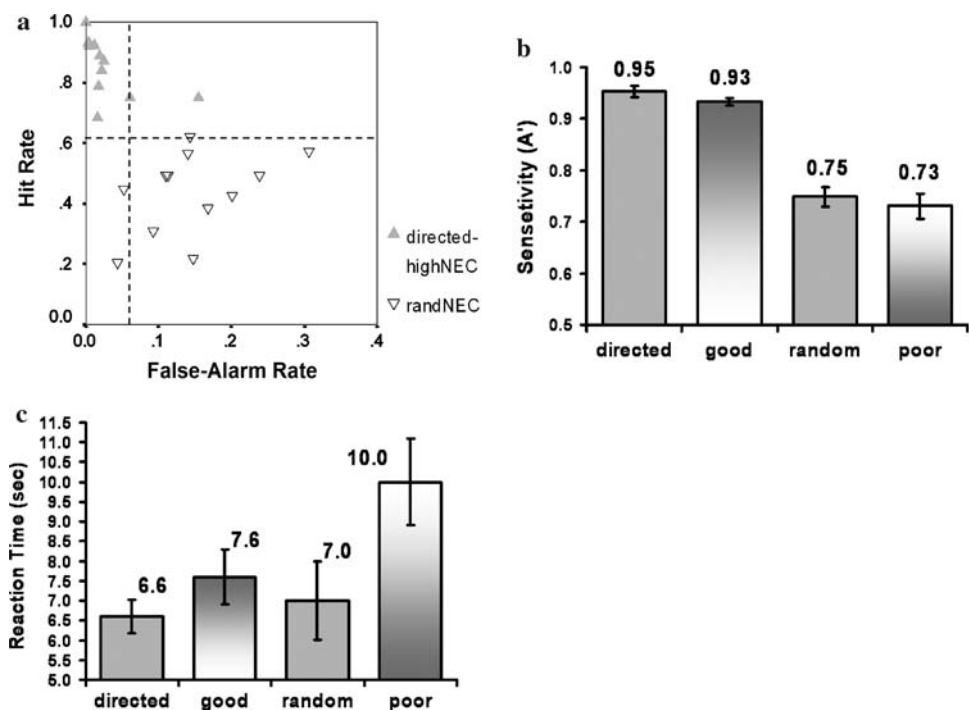 a
1.0
.8
.6
.4
.2
0.0
Hit Rate
0.0 .1 .2 .3 .4
False-Alarm Rate
directed-
highNEC
randNEC
b
1.0
0.9
0.8
0.7
0.6
0.5
Sensetivity (A')
0.95
0.93
0.75
0.73
directed good random poor
c
11.5
11.0
10.5
10.0
9.5
9.0
8.5
8.0
7.5
7.0
6.5
6.0
5.5
5.0
Reaction Time (sec)
6.6
7.6
7.0
10.0
directed good random poor